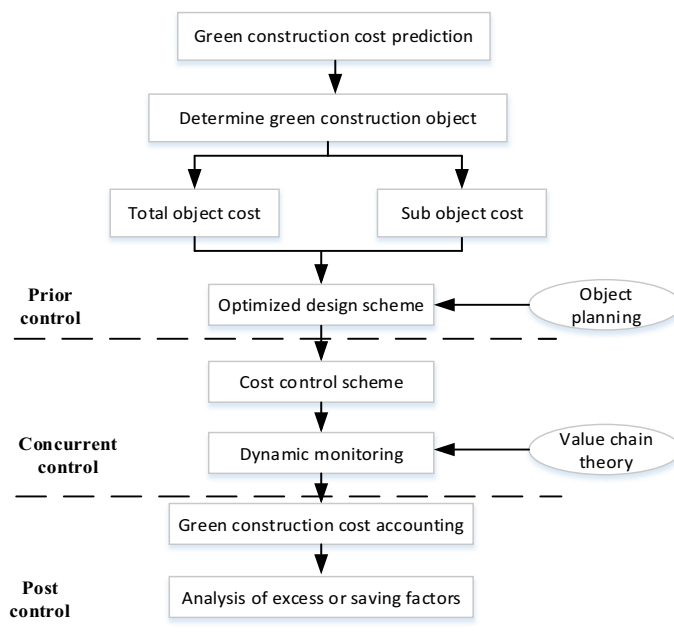 Green construction cost prediction
Determine green construction object
Total object cost
Sub object cost
Prior
control
Optimized design scheme
Object
planning
Cost control scheme
Concurrent
control
Dynamic monitoring
Value chain
theory
Green construction cost accounting
Post
control
Analysis of excess or saving factors